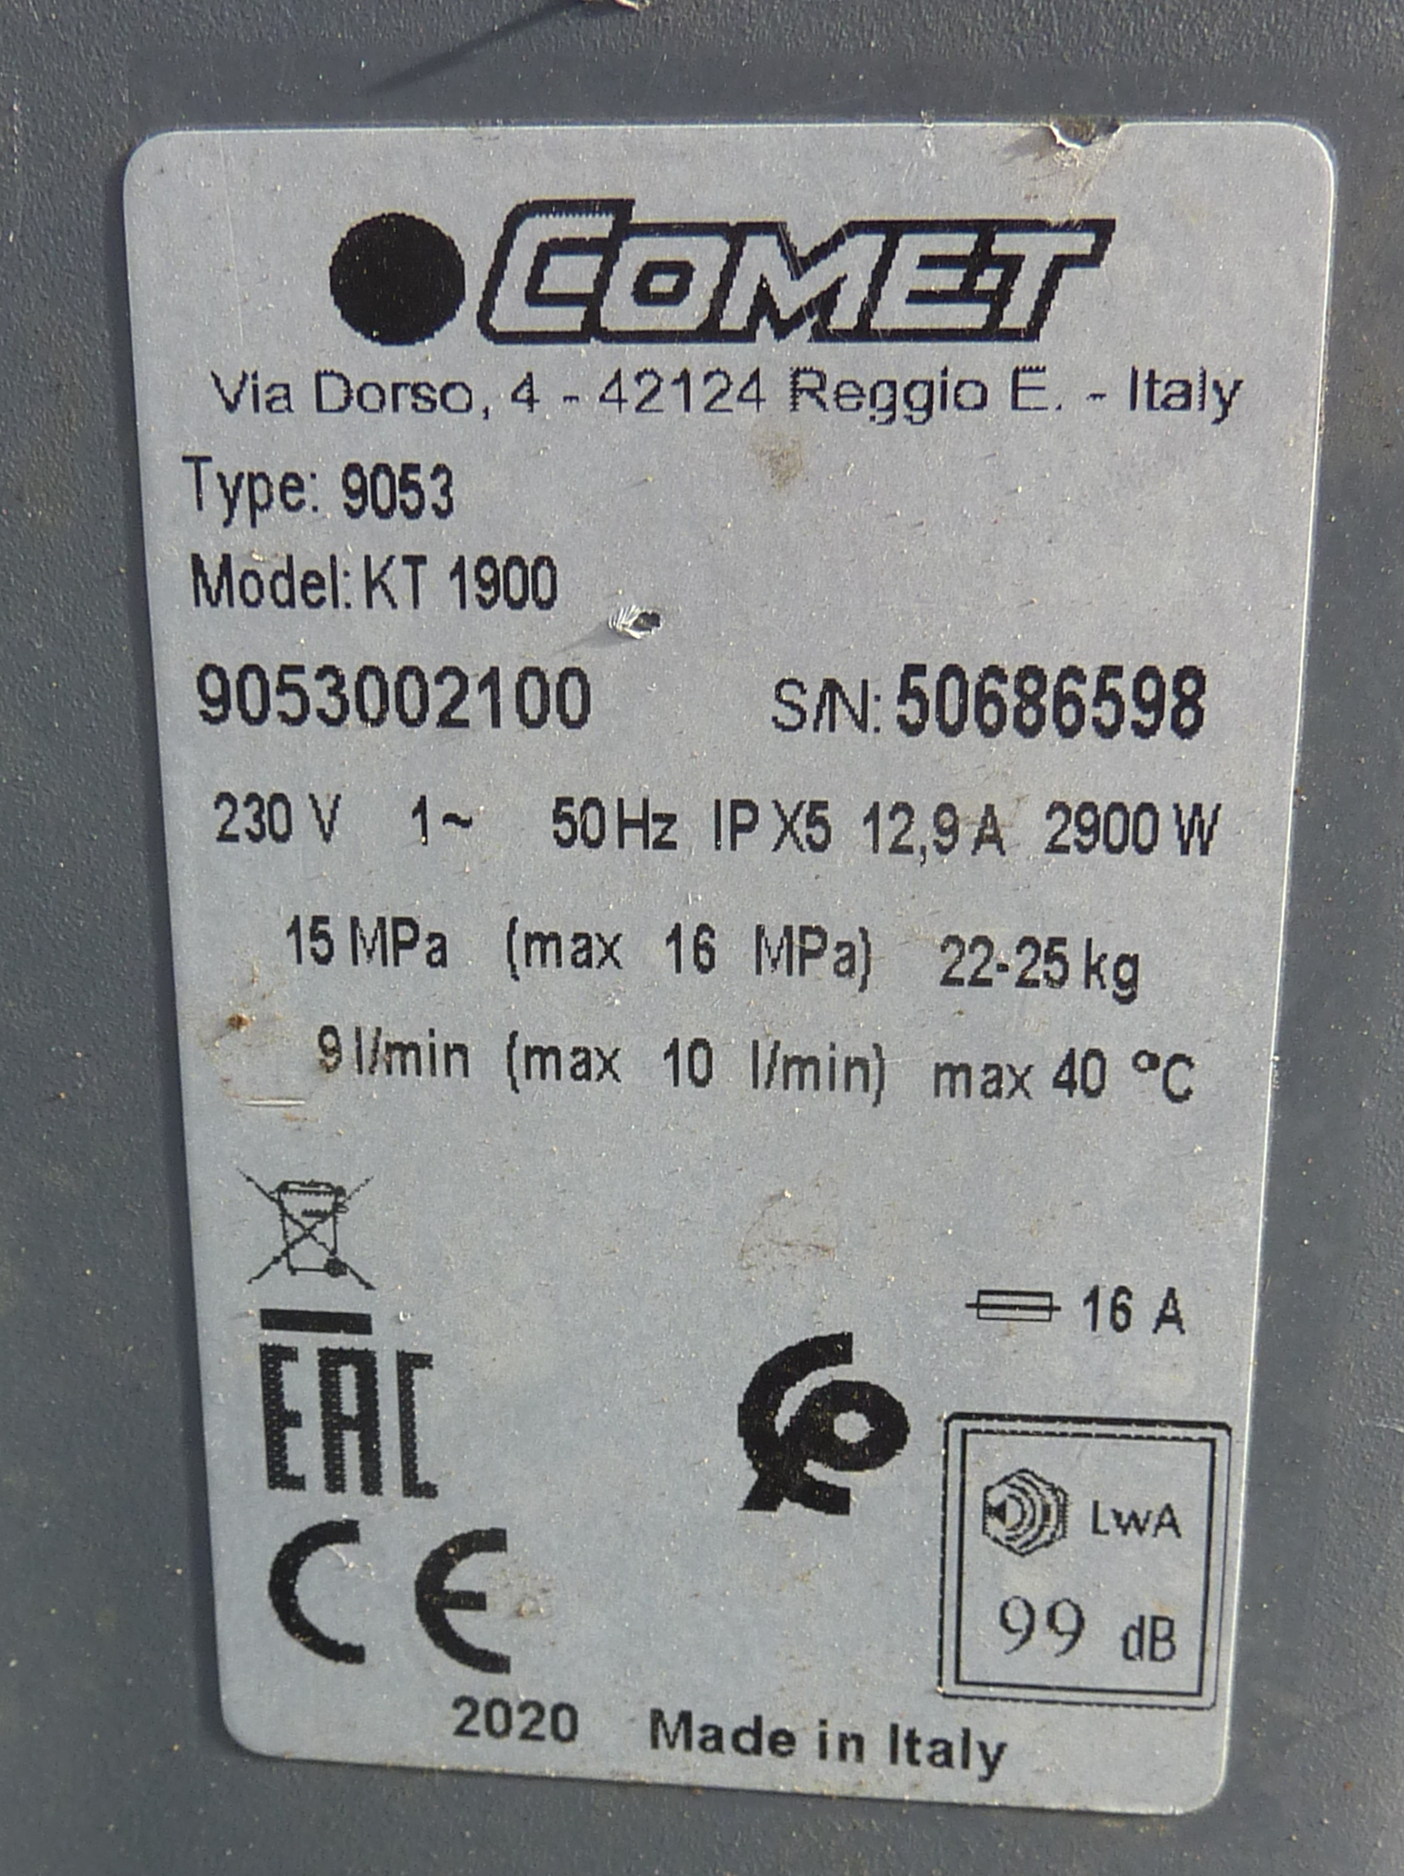 COMET
Via Dorso, 4 - 42124 Reggio E. - Italy
Type: 9053
Model: KT 1900
9053002100 S/N: 50686598
230 V 1~ 50Hz IP X5 12,9 A 2900 W
15 MPa (max 16 MPa) 22-25 kg
9 l/min (max 10 l/min) max 40 °C
16 A
EAC
LWA
99 dB
CE
2020 Made in Italy